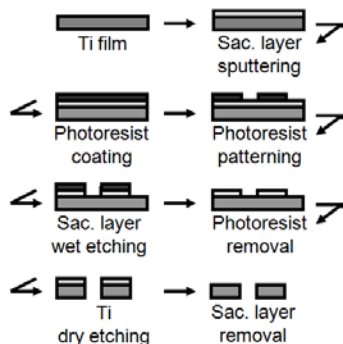 Ti film
Sac. layer
sputtering
Photoresist
coating
Photoresist
patterning
Sac. layer
wet etching
Photoresist
removal
Ti
dry etching
Sac. layer
removal